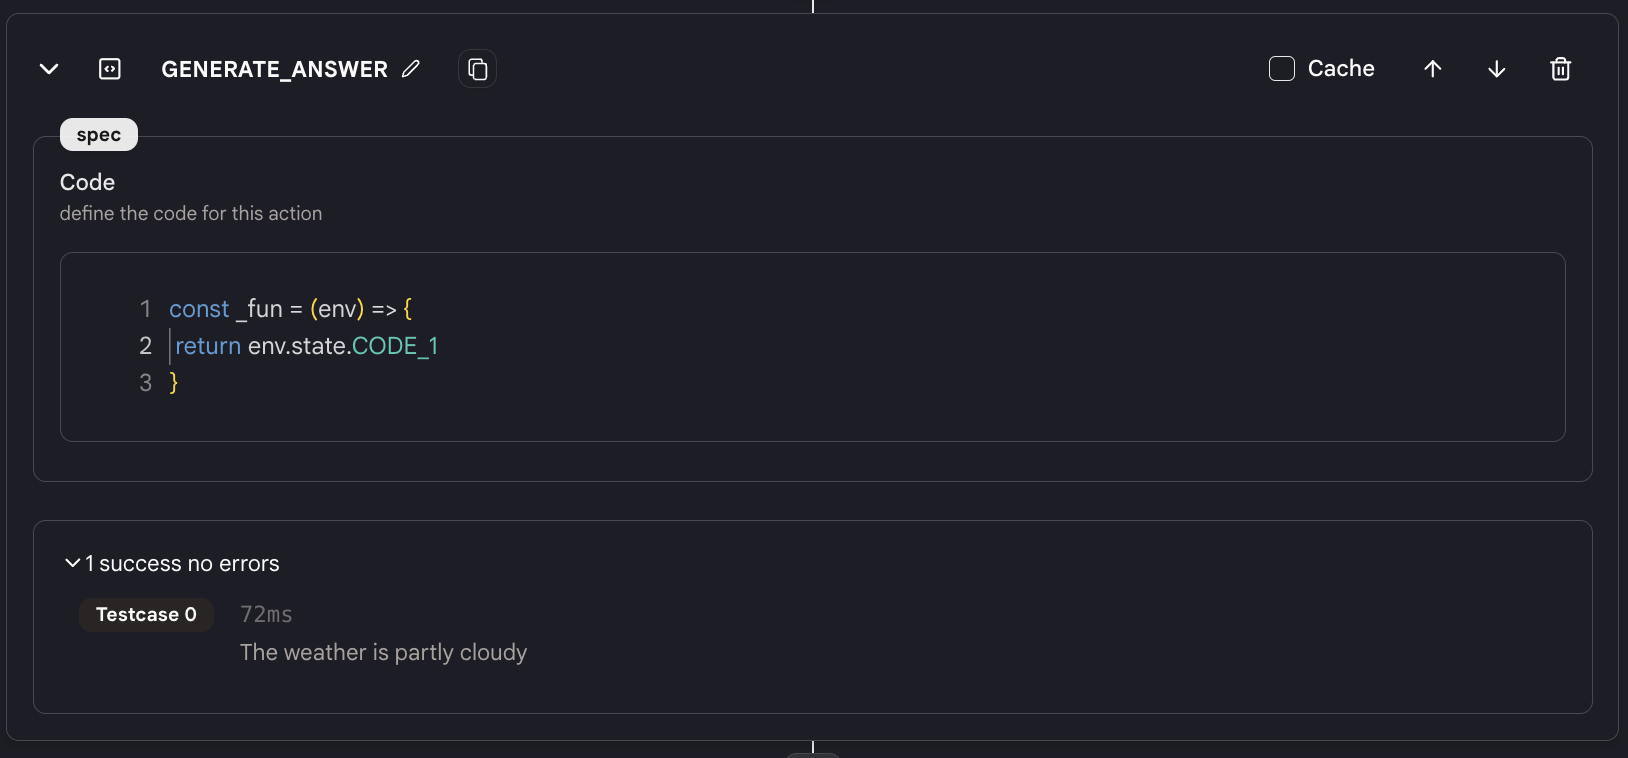 GENERATE_ANSWER
Cache
spec
Code
define the code for this action
1 const _fun = (env) => {
2 return env.state.CODE_1
3 }
1 success no errors
Testcase 0 72ms
The weather is partly cloudy